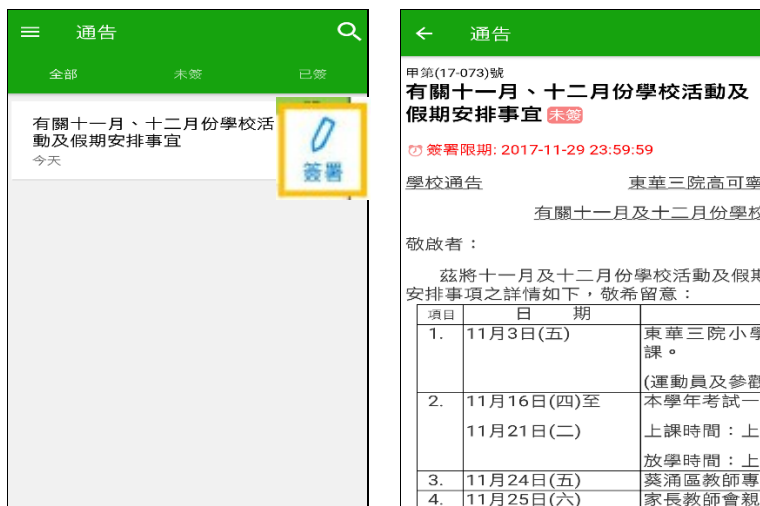 通告
全部
未簽
已簽
有關十一月、十二月份學校活
動及假期安排事宜
今天
簽署
通告
甲第(17-073)號
有關十一月、十二月份學校活動及
假期安排事宜 未簽
簽署限期: 2017-11-29 23:59:59
學校通告 東華三院高可寧
有關十一月及十二月份學校
敬啟者：
茲將十一月及十二月份學校活動及假期
安排事項之詳情如下，敬希留意：
項目 日 期
1. 11月3日(五) 東華三院小學
課。
(運動員及參觀
2. 11月16日(四)至 本學年考試一
11月21日(二) 上課時間：上
放學時間：上
3. 11月24日(五) 葵涌區教師專
4. 11月25日(六) 家長教師會親